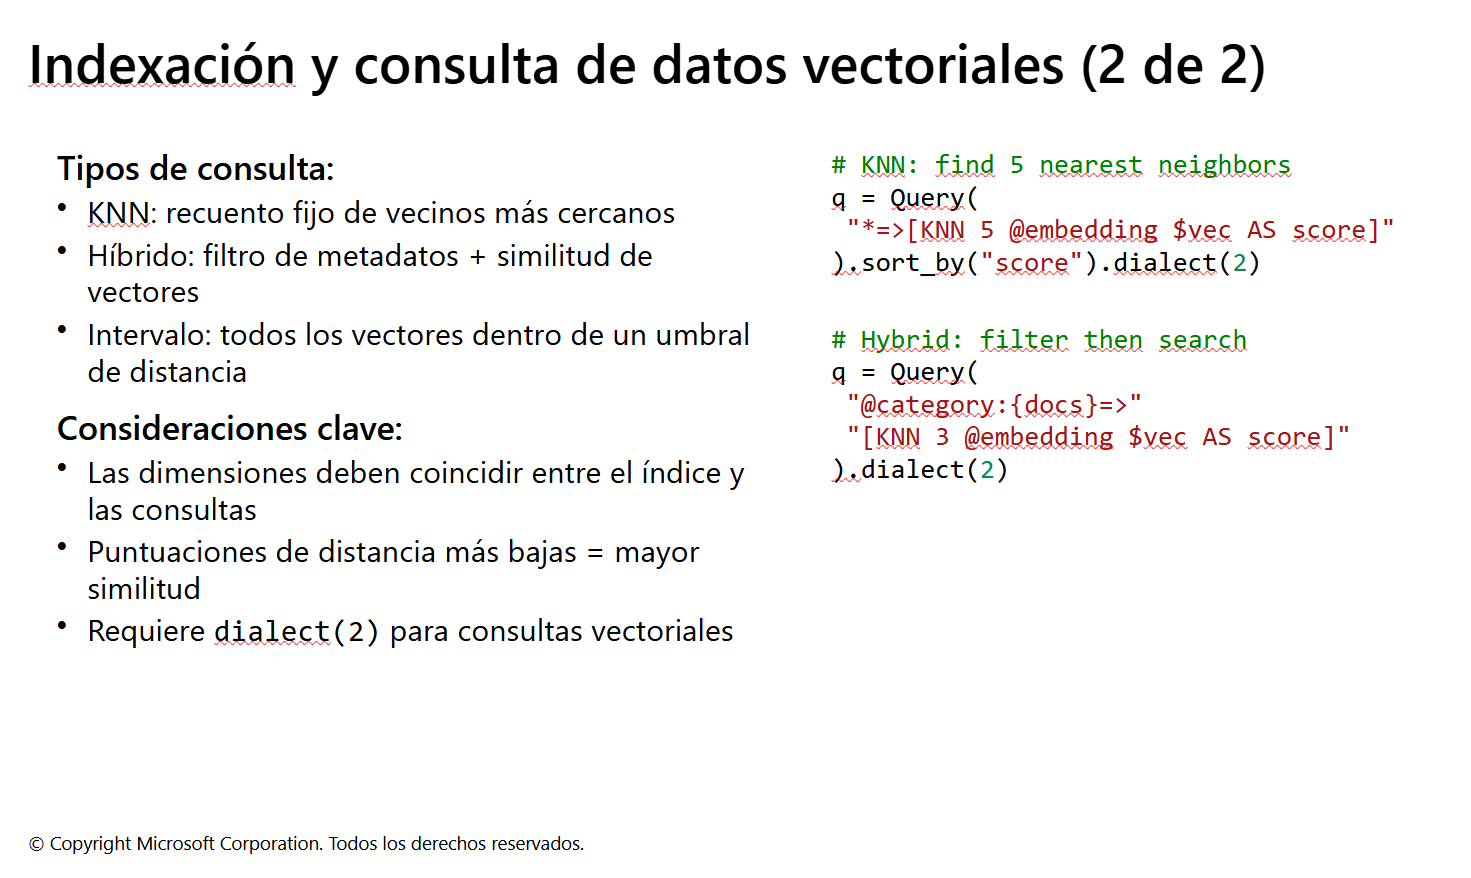 Indexación y consulta de datos vectoriales (2 de 2)
Tipos de consulta:
• KNN: recuento fijo de vecinos más cercanos
• Híbrido: filtro de metadatos + similitud de
vectores
• Intervalo: todos los vectores dentro de un umbral
de distancia
Consideraciones clave:
• Las dimensiones deben coincidir entre el índice y
las consultas
• Puntuaciones de distancia más bajas = mayor
similitud
• Requiere dialect(2) para consultas vectoriales
# KNN: find 5 nearest neighbors
q = Query(
 "*=>[KNN 5 @embedding $vec AS score]"
).sort_by("score").dialect(2)
# Hybrid: filter then search
q = Query(
 "@category:{docs}=>"
 "[KNN 3 @embedding $vec AS score]"
).dialect(2)
© Copyright Microsoft Corporation. Todos los derechos reservados.